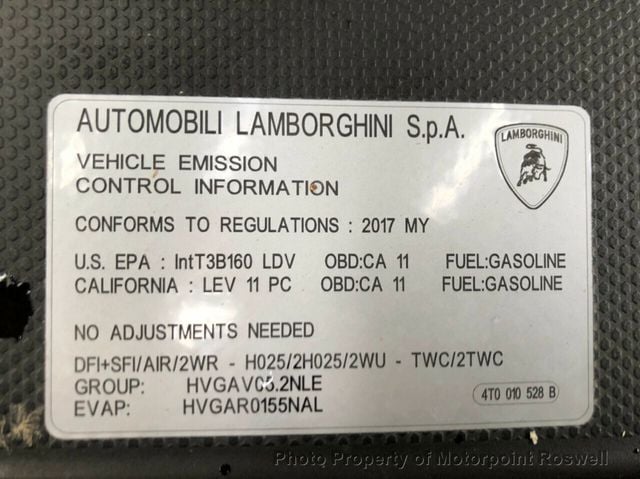 AUTOMOBILI LAMBORGHINI S.p.A.
LAMBORGHINI
VEHICLE EMISSION
CONTROL INFORMATION
CONFORMS TO REGULATIONS : 2017 MY
U.S. EPA : IntT3B160 LDV OBD:CA 11 FUEL:GASOLINE
CALIFORNIA : LEV 11 PC OBD:CA 11 FUEL:GASOLINE
NO ADJUSTMENTS NEEDED
DFI+SFI/AIR/2WR - HO25/2HO25/2WU - TWC/2TWC
GROUP: HVGAV05.2NLE
EVAP: HVGAR0155NAL
4T0 010 528 B
Photo Property of Motorpoint Roswell